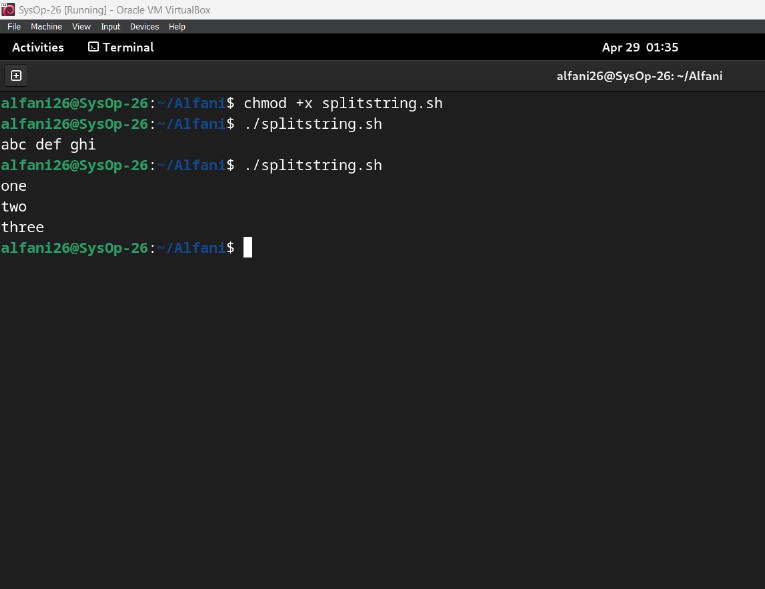 SysOp-26 [Running] - Oracle VM VirtualBox
File Machine View Input Devices Help
Activities Terminal Apr 29 01:35
alfani26@SysOp-26: ~/Alfani
alfani26@SysOp-26:~/Alfani$ chmod +x splitstring.sh
alfani26@SysOp-26:~/Alfani$ ./splitstring.sh
abc def ghi
alfani26@SysOp-26:~/Alfani$ ./splitstring.sh
one
two
three
alfani26@SysOp-26:~/Alfani$